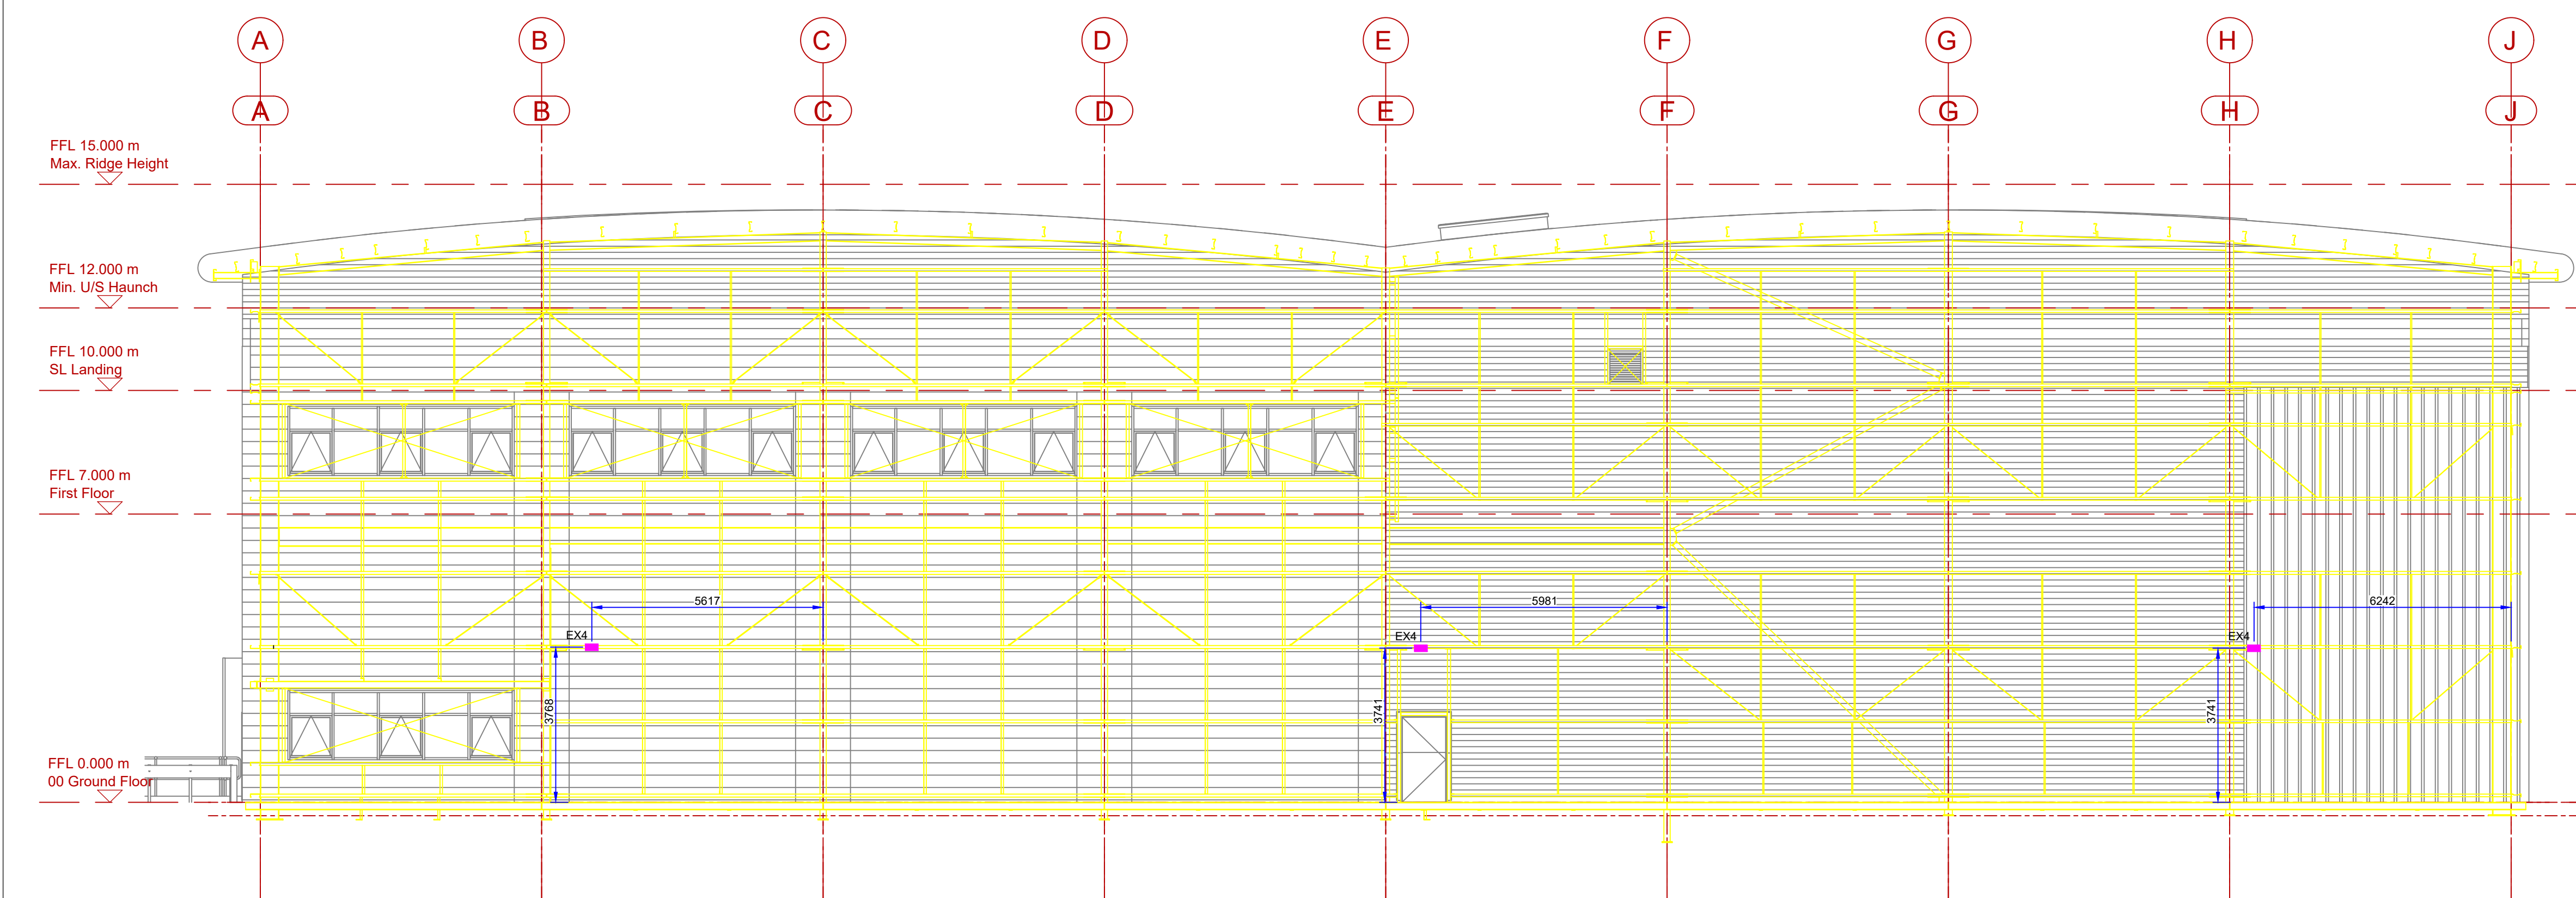 A B C D E F G H J
A B C D E F G H J
FFL 15.000 m
Max. Ridge Height
FFL 12.000 m
Min. U/S Haunch
FFL 10.000 m
SL Landing
FFL 7.000 m
First Floor
5617 5981 6242
EX4 EX4 EX4
3768 3741 3741
FFL 0.000 m
00 Ground Floor